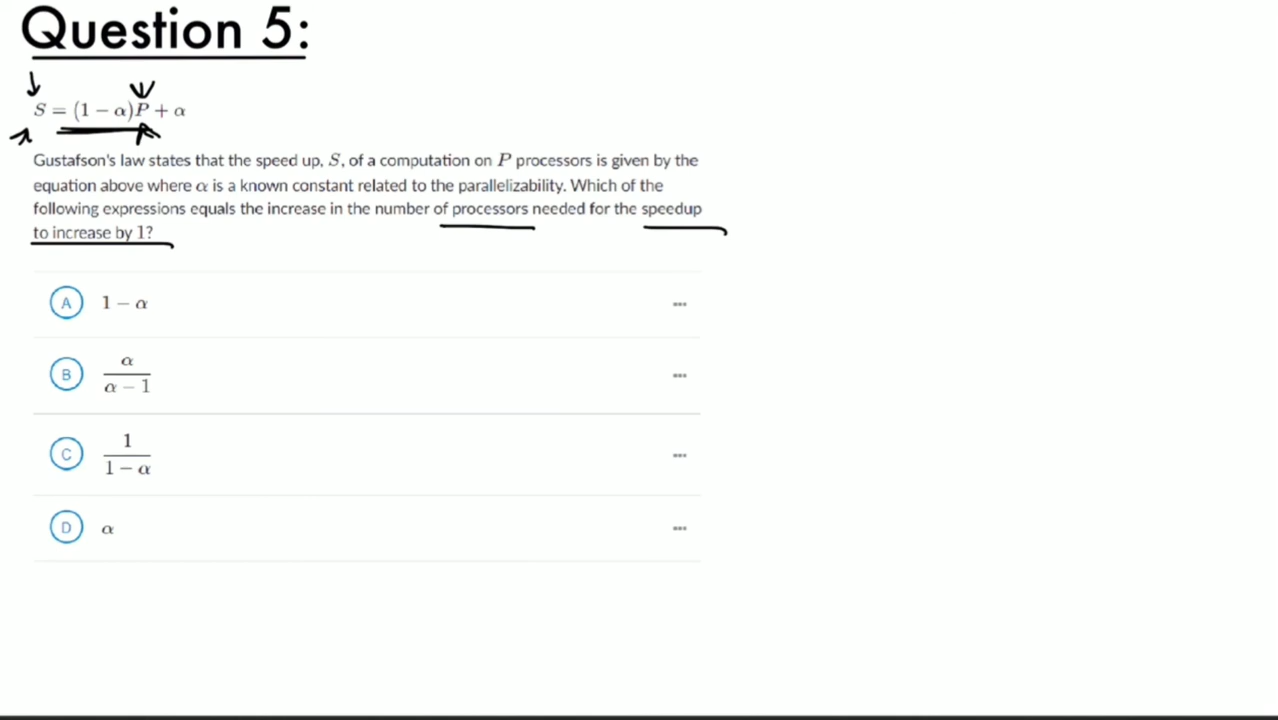 Question 5:
S = (1 − α)P + α
Gustafson's law states that the speed up, S, of a computation on P processors is given by the
equation above where α is a known constant related to the parallelizability. Which of the
following expressions equals the increase in the number of processors needed for the speedup
to increase by 1?
A 1 − α
B α / α − 1
C 1 / 1 − α
D α